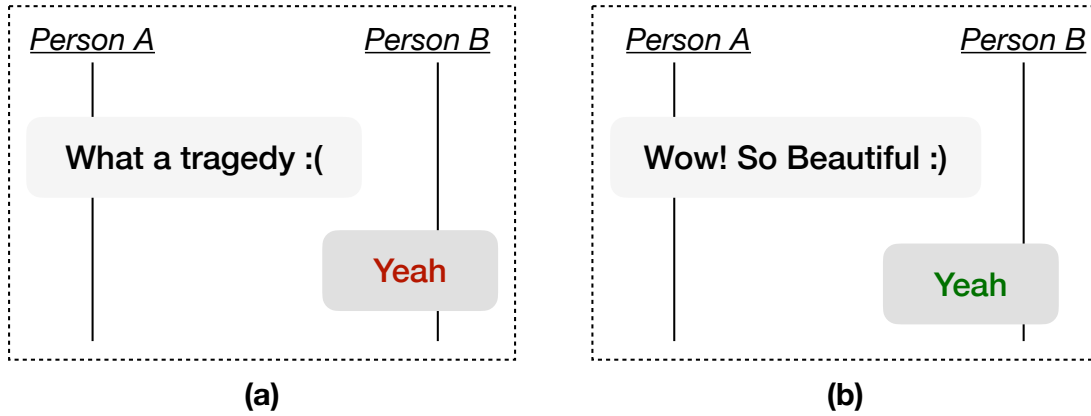 Person A Person B
What a tragedy :(
Yeah
(a)
Person A Person B
Wow! So Beautiful :)
Yeah
(b)